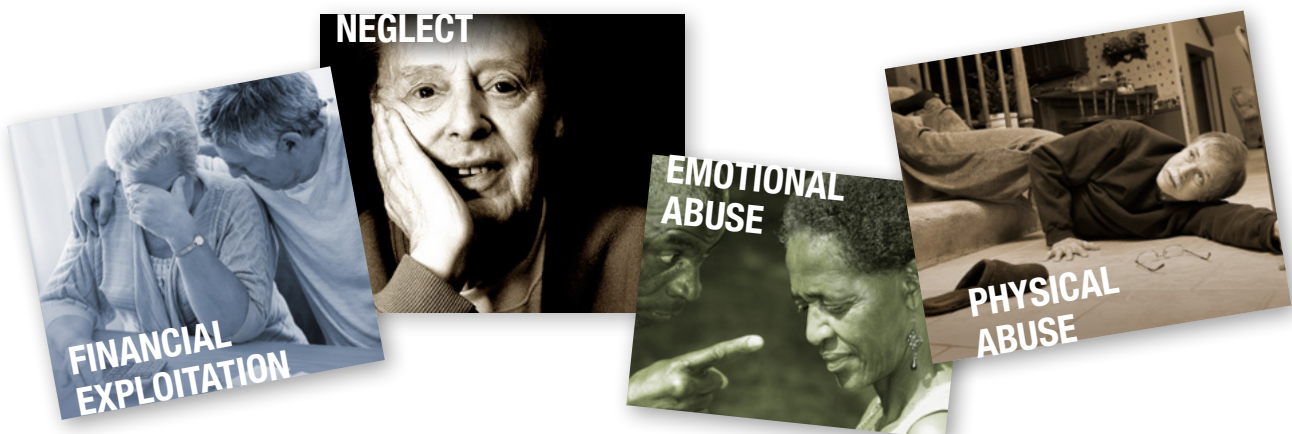 FINANCIAL
EXPLOITATION
NEGLECT
EMOTIONAL
ABUSE
PHYSICAL
ABUSE